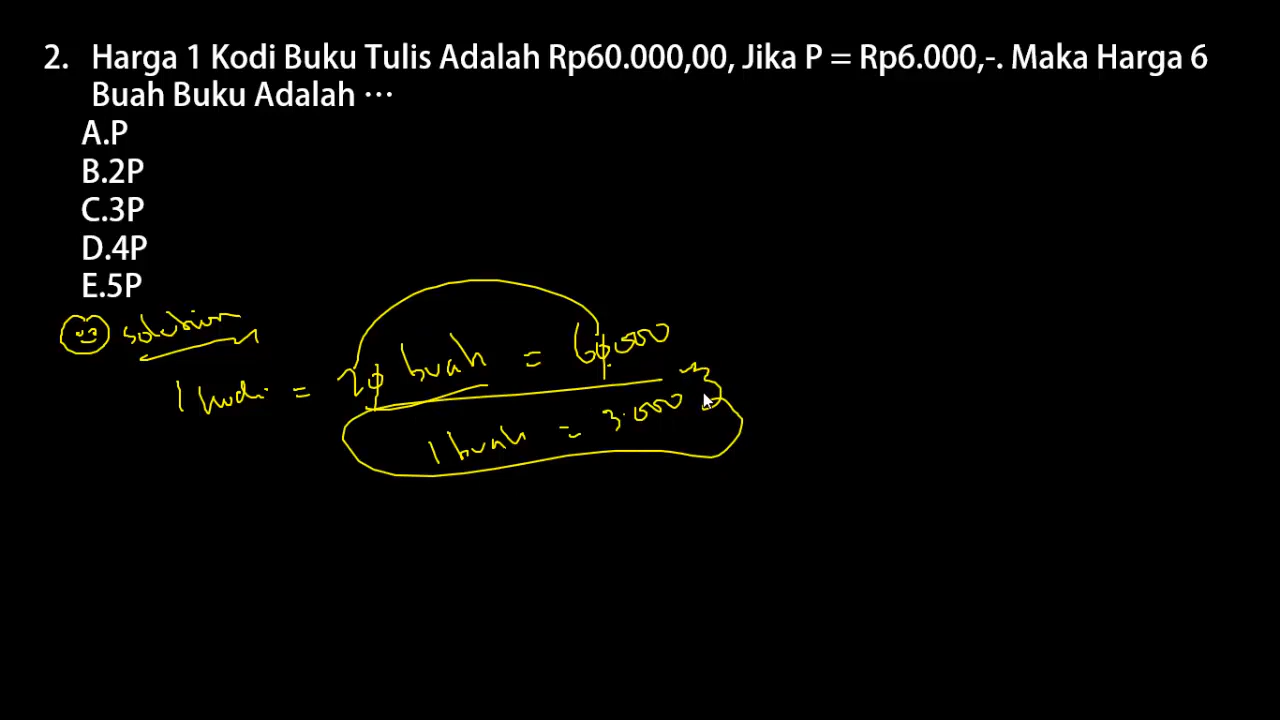 2. Harga 1 Kodi Buku Tulis Adalah Rp60.000,00, Jika P = Rp6.000,-. Maka Harga 6
Buah Buku Adalah ⋯
A.P
B.2P
C.3P
D.4P
E.5P
solution
1 kodi = 20 buah = 60.000
1 buah = 3.000